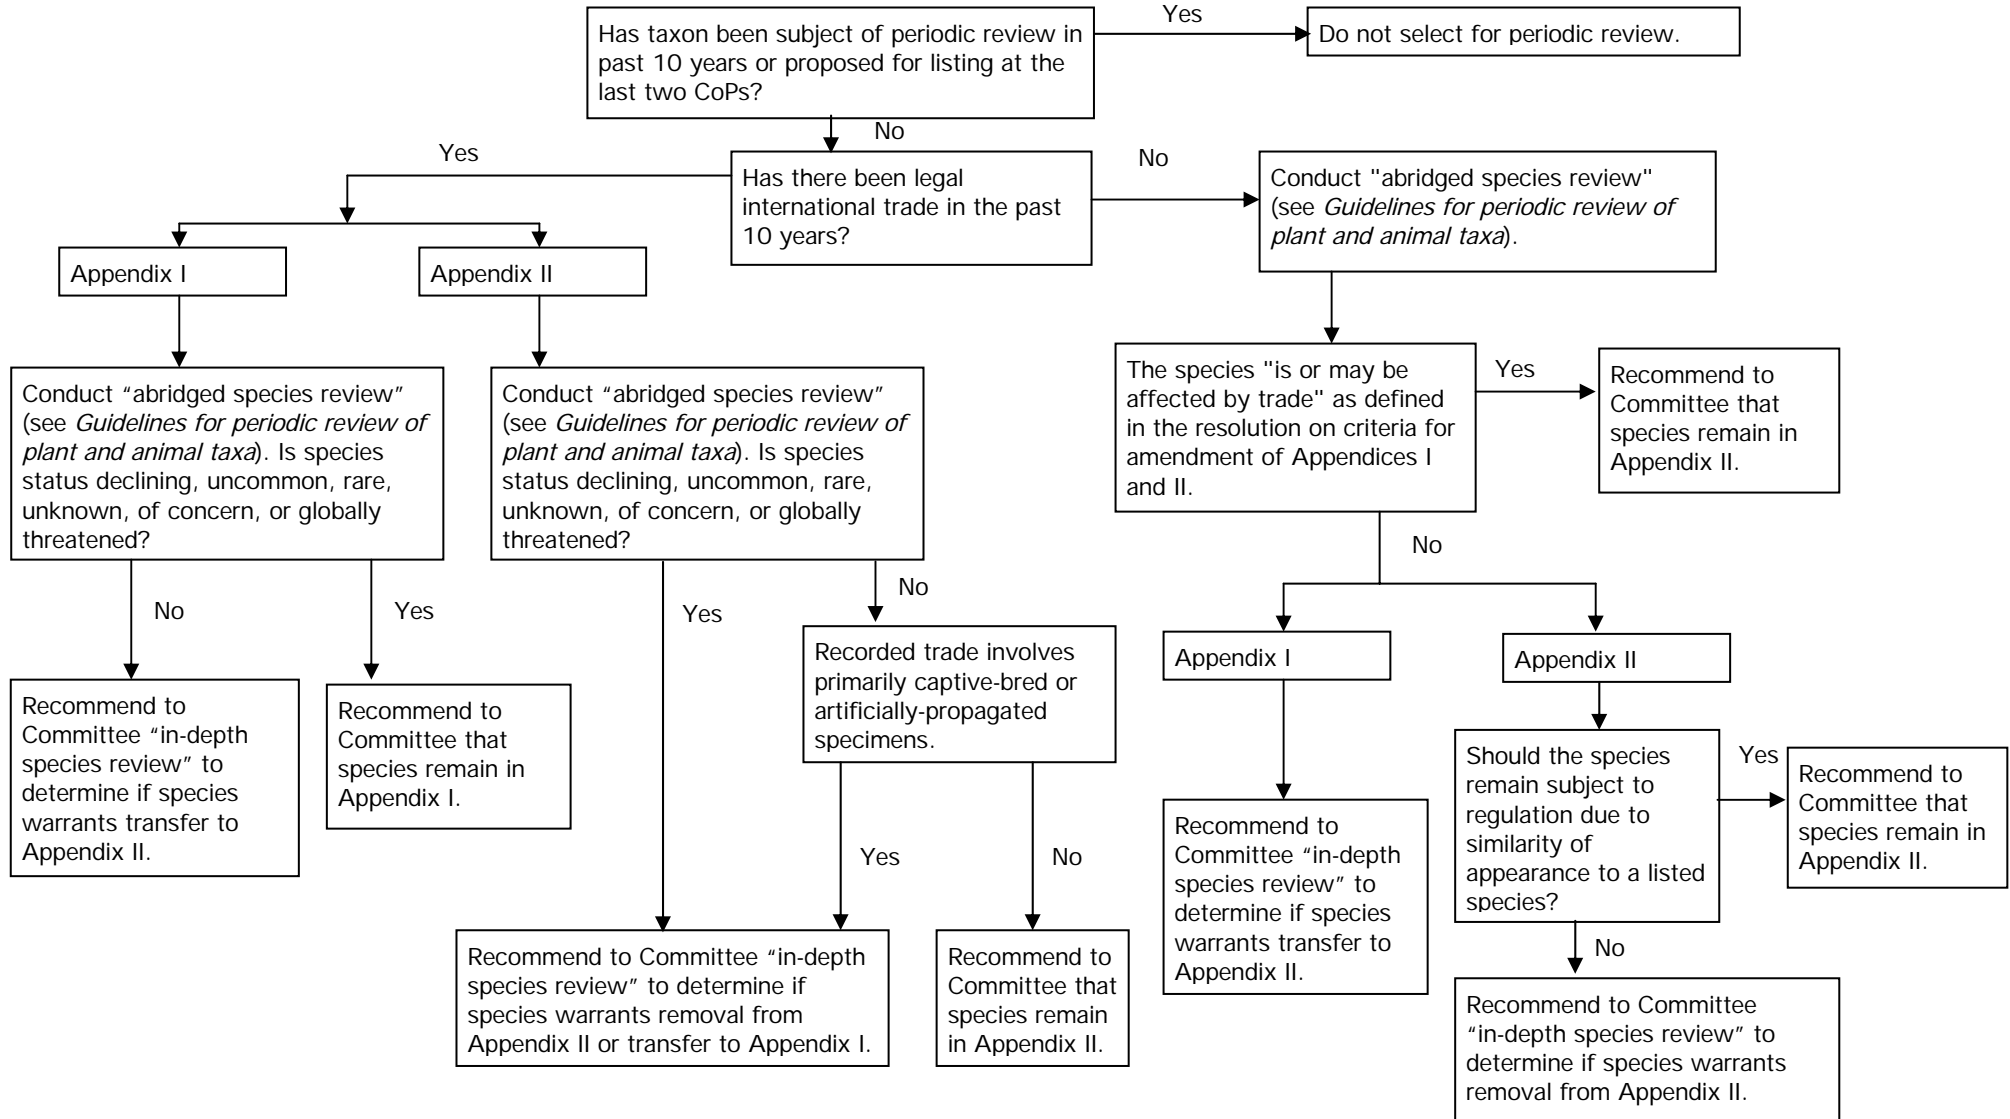 Has taxon been subject of periodic review in
past 10 years or proposed for listing at the
last two CoPs?
Yes
Do not select for periodic review.
No
Yes
Has there been legal
international trade in the past
10 years?
No
Conduct "abridged species review"
(see Guidelines for periodic review of
plant and animal taxa).
Appendix I
Appendix II
Conduct “abridged species review”
(see Guidelines for periodic review of
plant and animal taxa). Is species
status declining, uncommon, rare,
unknown, of concern, or globally
threatened?
Conduct “abridged species review”
(see Guidelines for periodic review of
plant and animal taxa). Is species
status declining, uncommon, rare,
unknown, of concern, or globally
threatened?
The species "is or may be
affected by trade" as defined
in the resolution on criteria for
amendment of Appendices I
and II.
Yes
Recommend to
Committee that
species remain in
Appendix II.
No
No
Yes
Yes
No
Recommend to
Committee “in-depth
species review” to
determine if species
warrants transfer to
Appendix II.
Recommend to
Committee that
species remain in
Appendix I.
Recorded trade involves
primarily captive-bred or
artificially-propagated
specimens.
Appendix I
Appendix II
Yes
No
Recommend to
Committee “in-depth
species review” to
determine if species
warrants transfer to
Appendix II.
Should the species
remain subject to
regulation due to
similarity of
appearance to a listed
species?
Yes
Recommend to
Committee that
species remain in
Appendix II.
Recommend to Committee “in-depth
species review” to determine if
species warrants removal from
Appendix II or transfer to Appendix I.
Recommend to
Committee that
species remain
in Appendix II.
No
Recommend to Committee
“in-depth species review” to
determine if species warrants
removal from Appendix II.